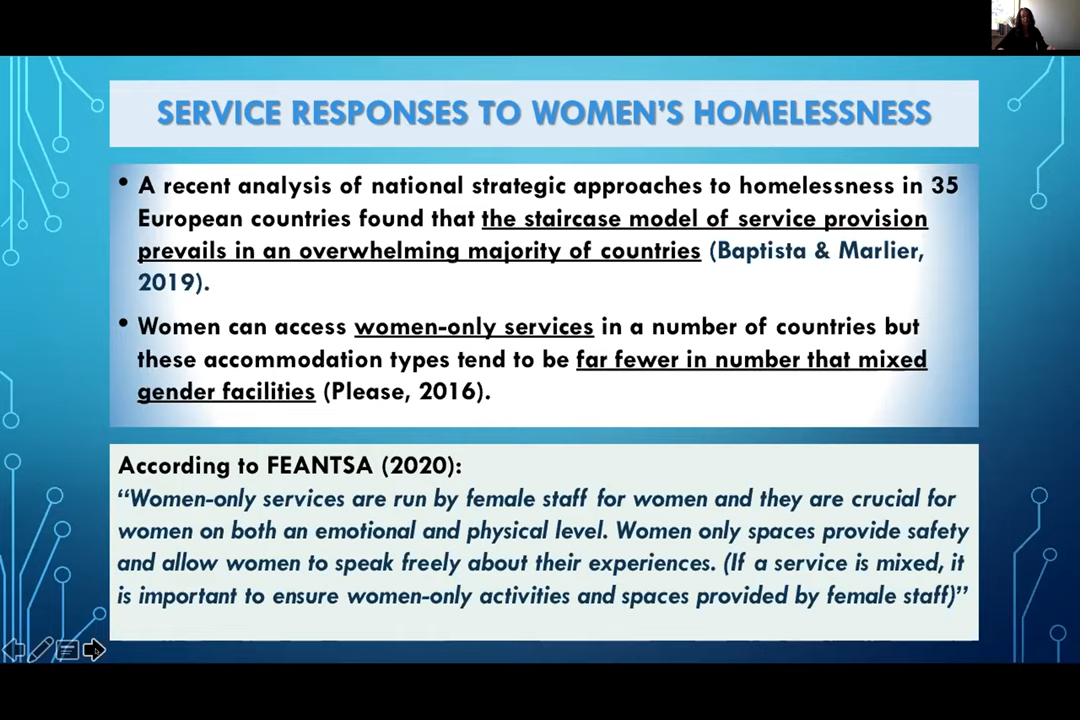 SERVICE RESPONSES TO WOMEN'S HOMELESSNESS
• A recent analysis of national strategic approaches to homelessness in 35
European countries found that the staircase model of service provision
prevails in an overwhelming majority of countries (Baptista & Marlier,
2019).
• Women can access women-only services in a number of countries but
these accommodation types tend to be far fewer in number that mixed
gender facilities (Please, 2016).
According to FEANTSA (2020):
“Women-only services are run by female staff for women and they are crucial for
women on both an emotional and physical level. Women only spaces provide safety
and allow women to speak freely about their experiences. (If a service is mixed, it
is important to ensure women-only activities and spaces provided by female staff)”